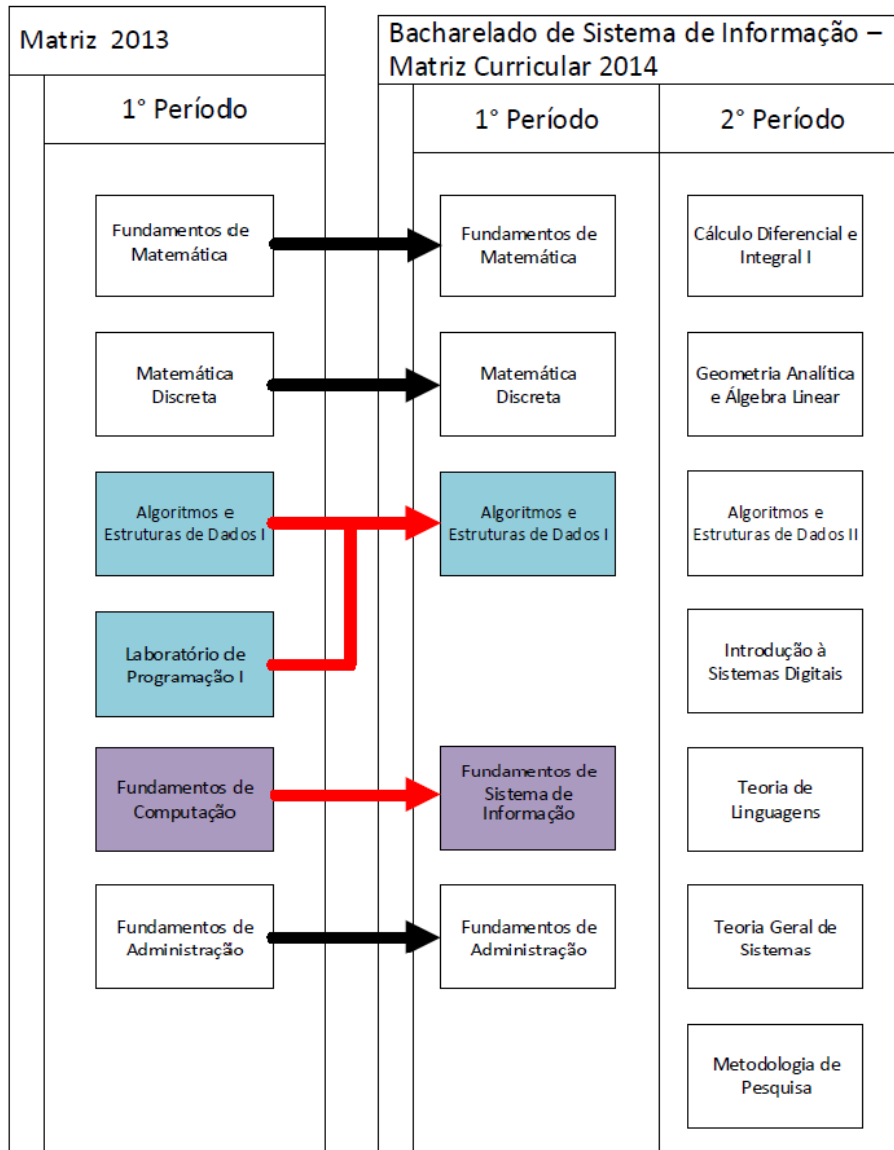 Matriz 2013
1° Período
Fundamentos de
Matemática
Matemática
Discreta
Algoritmos e
Estruturas de Dados I
Laboratório de
Programação I
Fundamentos de
Computação
Fundamentos de
Administração
Bacharelado de Sistema de Informação –
Matriz Curricular 2014
1° Período
Fundamentos de
Matemática
Matemática
Discreta
Algoritmos e
Estruturas de Dados I
Fundamentos de
Sistema de
Informação
Fundamentos de
Administração
2° Período
Cálculo Diferencial e
Integral I
Geometria Analítica
e Álgebra Linear
Algoritmos e
Estruturas de Dados II
Introdução à
Sistemas Digitais
Teoria de
Linguagens
Teoria Geral de
Sistemas
Metodologia de
Pesquisa